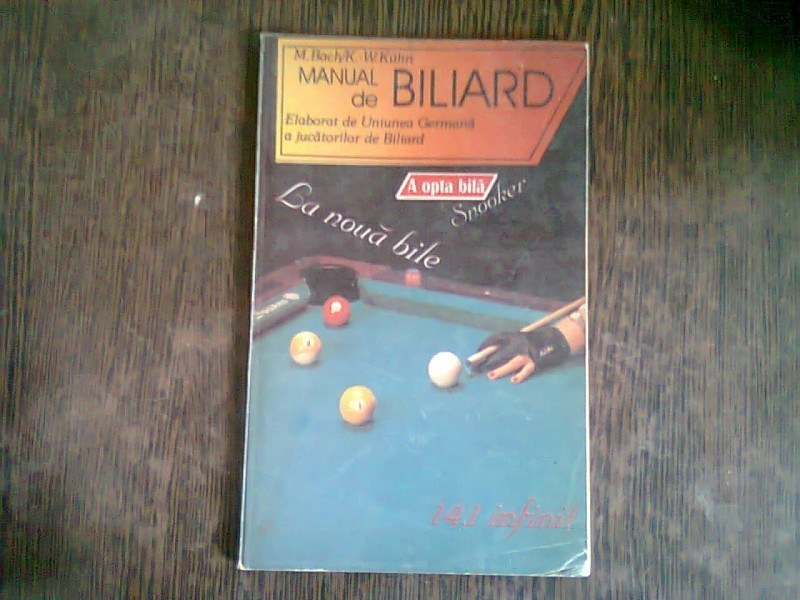 M. Bach/K. W. Kühn
MANUAL
de BILIARD
Elaborat de Uniunea Germană
a jucătorilor de Biliard
A opta bilă
Snooker
La nouă bile
14.1 infinit